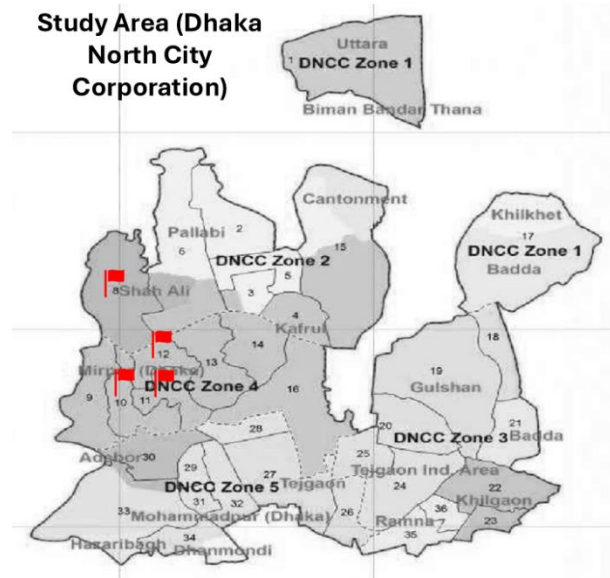 Study Area (Dhaka
North City
Corporation)
Uttara
1 DNCC Zone 1
Biman Bandar Thana
Cantonment
Pallabi
2
6
15
DNCC Zone 2
3
5
4
Kafrul
Khilkhet
17
DNCC Zone 1
Badda
8
Shah Ali
12
13
14
Mirpur (Dhaka)
DNCC Zone 4
9
10
11
16
18
19
Gulshan
20
DNCC Zone 3
21
Badda
28
Adabor
30
29
25
Tejgaon Ind. Area
DNCC Zone 5
27
Tejgaon
24
22
Khilgaon
31
32
26
36
23
33
Mohammadpur (Dhaka)
Ramna
35
34
Hazaribagh
Dhanmondi